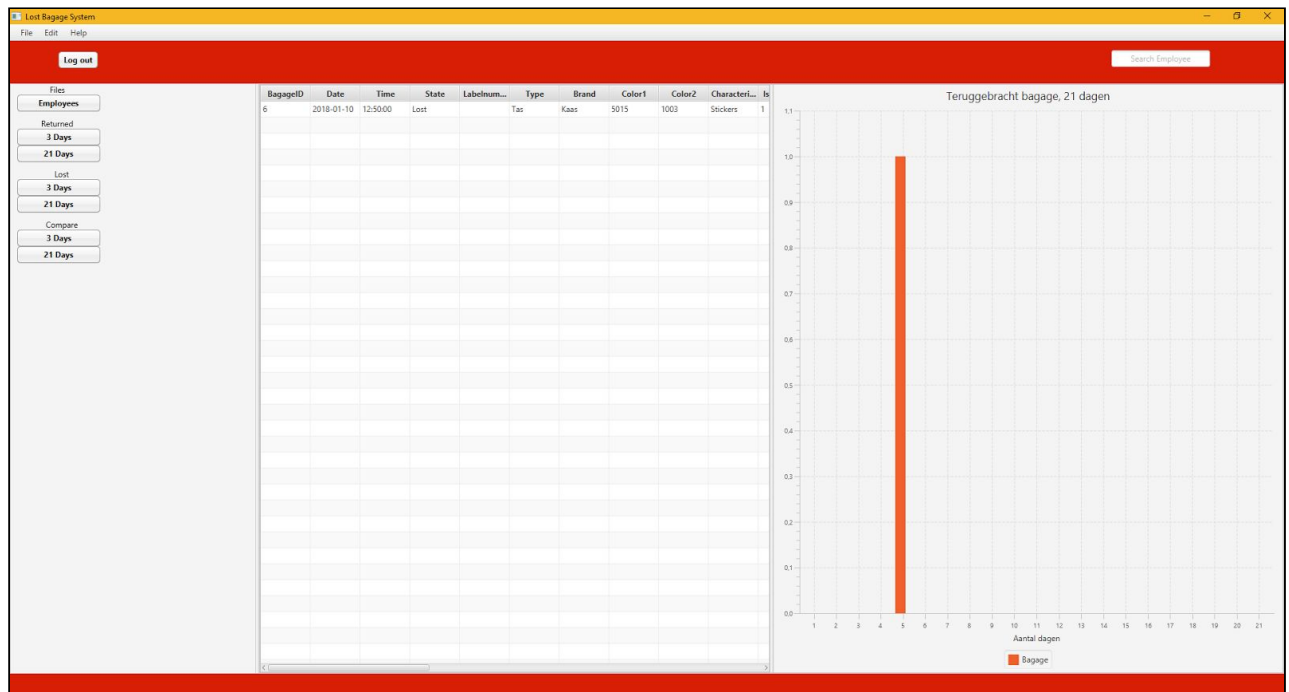 Lost Bagage System
File Edit Help
Log out
Search Employee
Files
Employees
Returned
3 Days
21 Days
Lost
3 Days
21 Days
Compare
3 Days
21 Days
BagageID Date Time State Labelnum... Type Brand Color1 Color2 Characteri... Is
6 2018-01-10 12:50:00 Lost Tas Kaas 5015 1003 Stickers 1
Teruggebracht bagage, 21 dagen
1,1
1,0
0,9
0,8
0,7
0,6
0,5
0,4
0,3
0,2
0,1
0,0
1 2 3 4 5 6 7 8 9 10 11 12 13 14 15 16 17 18 19 20 21
Aantal dagen
Bagage